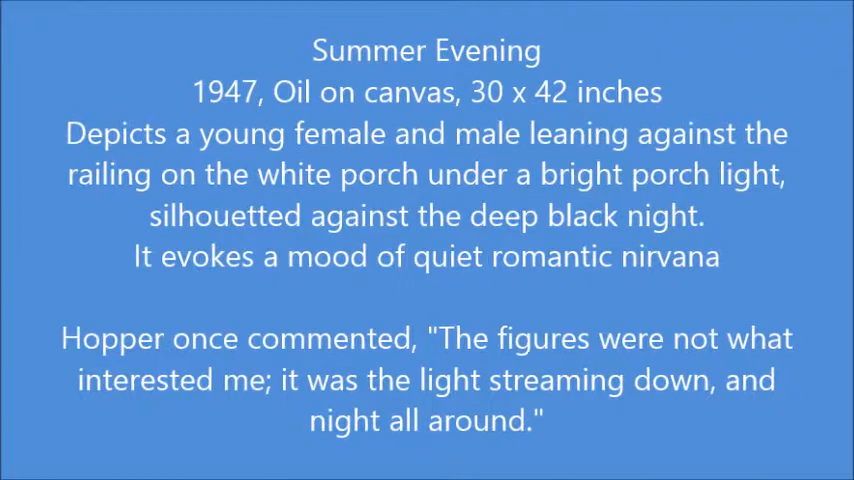 Summer Evening
1947, Oil on canvas, 30 x 42 inches
Depicts a young female and male leaning against the
railing on the white porch under a bright porch light,
silhouetted against the deep black night.
It evokes a mood of quiet romantic nirvana
Hopper once commented, "The figures were not what
interested me; it was the light streaming down, and
night all around."